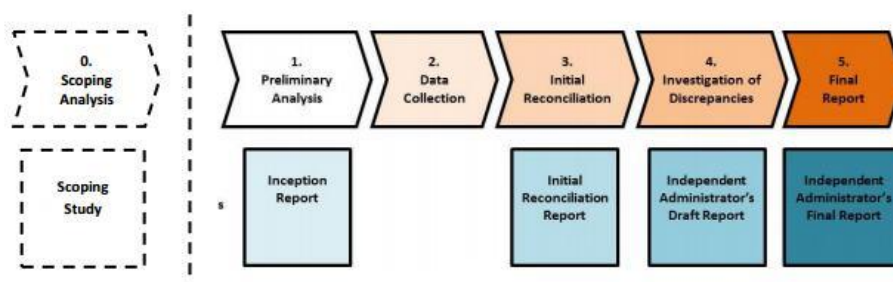 0.
Scoping
Analysis
1.
Preliminary
Analysis
2.
Data
Collection
3.
Initial
Reconciliation
4.
Investigation of
Discrepancies
5.
Final
Report
Scoping
Study
s
Inception
Report
Initial
Reconciliation
Report
Independent
Administrator's
Draft Report
Independent
Administrator's
Final Report